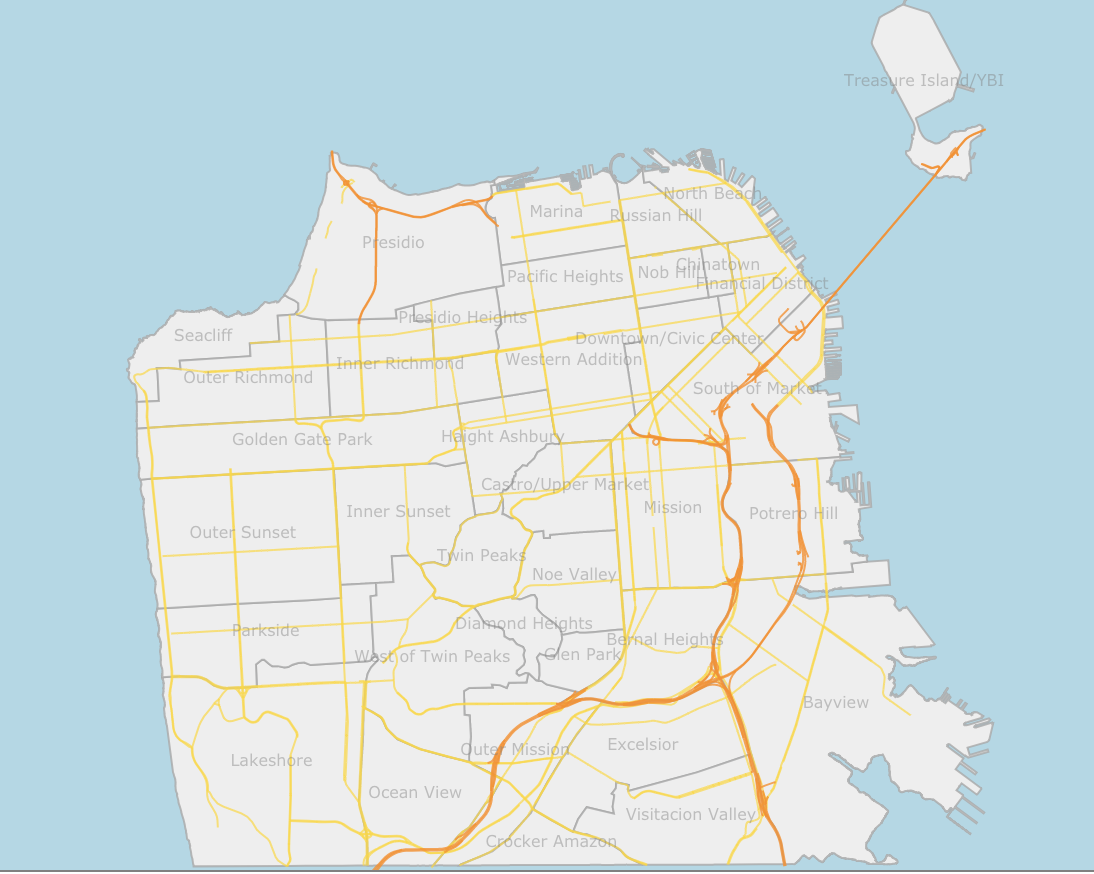 Treasure Island/YBI
North Beach
Marina
Russian Hill
Presidio
Chinatown
Pacific Heights
Nob Hill
Financial District
Presidio Heights
Seacliff
Downtown/Civic Center
Western Addition
Inner Richmond
Outer Richmond
South of Market
Golden Gate Park
Haight Ashbury
Castro/Upper Market
Mission
Inner Sunset
Potrero Hill
Outer Sunset
Twin Peaks
Noe Valley
Diamond Heights
Parkside
Bernal Heights
West of Twin Peaks
Glen Park
Bayview
Excelsior
Outer Mission
Lakeshore
Ocean View
Visitacion Valley
Crocker Amazon